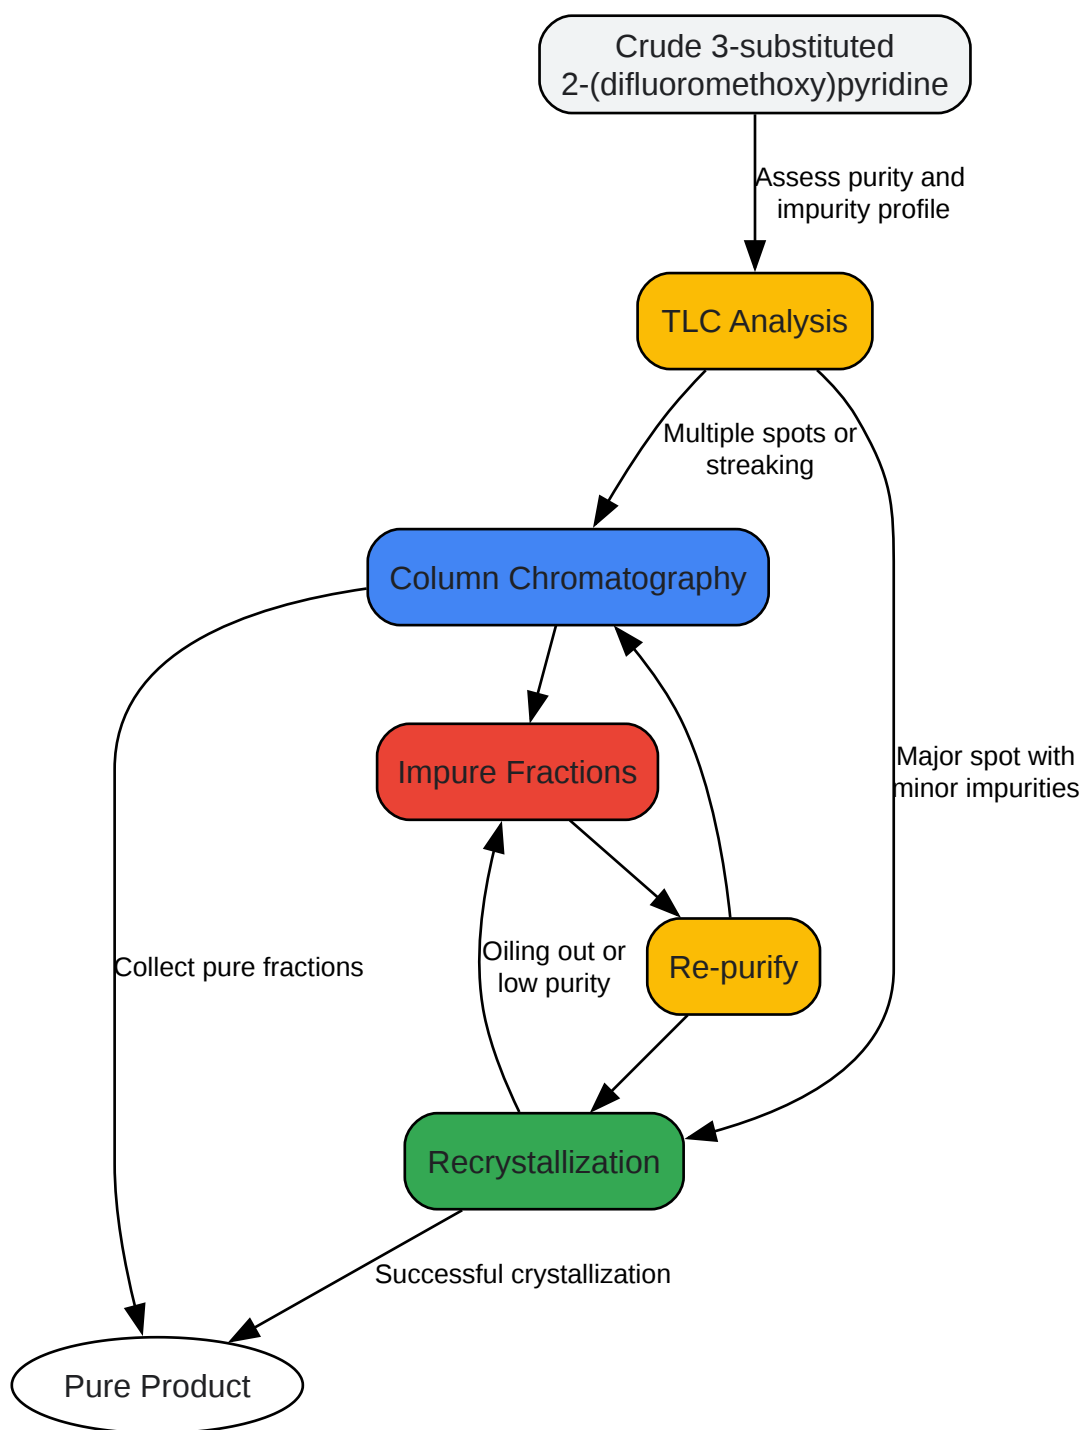 Crude 3-substituted
2-(difluoromethoxy)pyridine
Assess purity and
impurity profile
TLC Analysis
Multiple spots or
streaking
Column Chromatography
Impure Fractions
Major spot with
minor impurities
Oiling out or
low purity
Re-purify
Collect pure fractions
Recrystallization
Successful crystallization
Pure Product